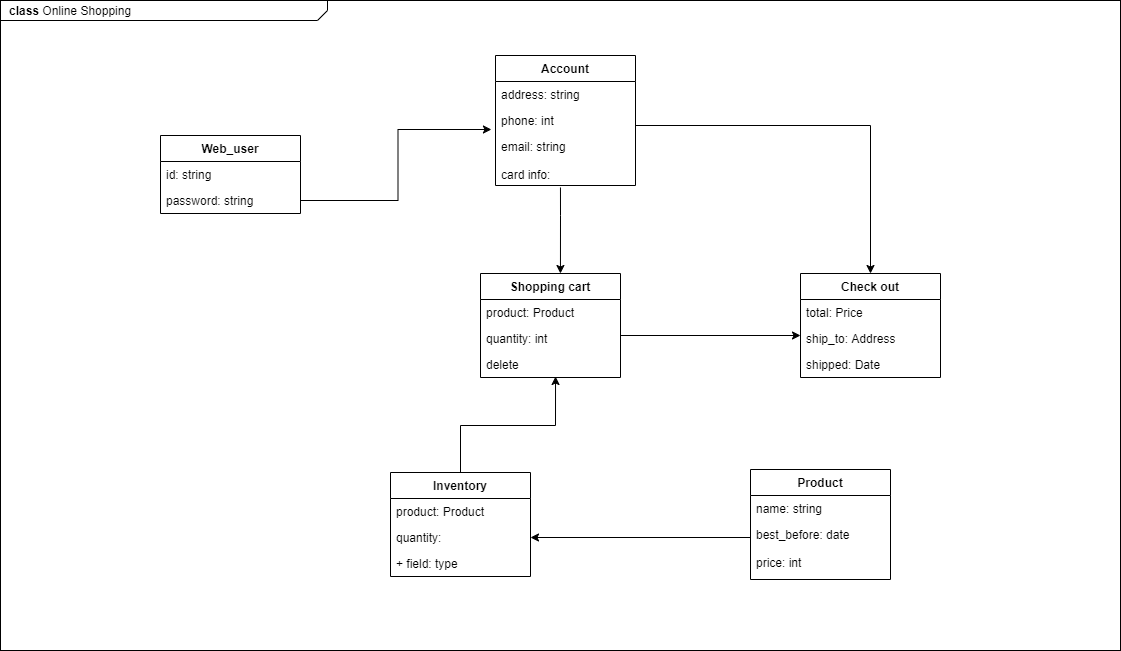 class Online Shopping
Account
address: string
phone: int
email: string
card info:
Web_user
id: string
password: string
Shopping cart
product: Product
quantity: int
delete
Check out
total: Price
ship_to: Address
shipped: Date
Inventory
product: Product
quantity:
+ field: type
Product
name: string
best_before: date
price: int